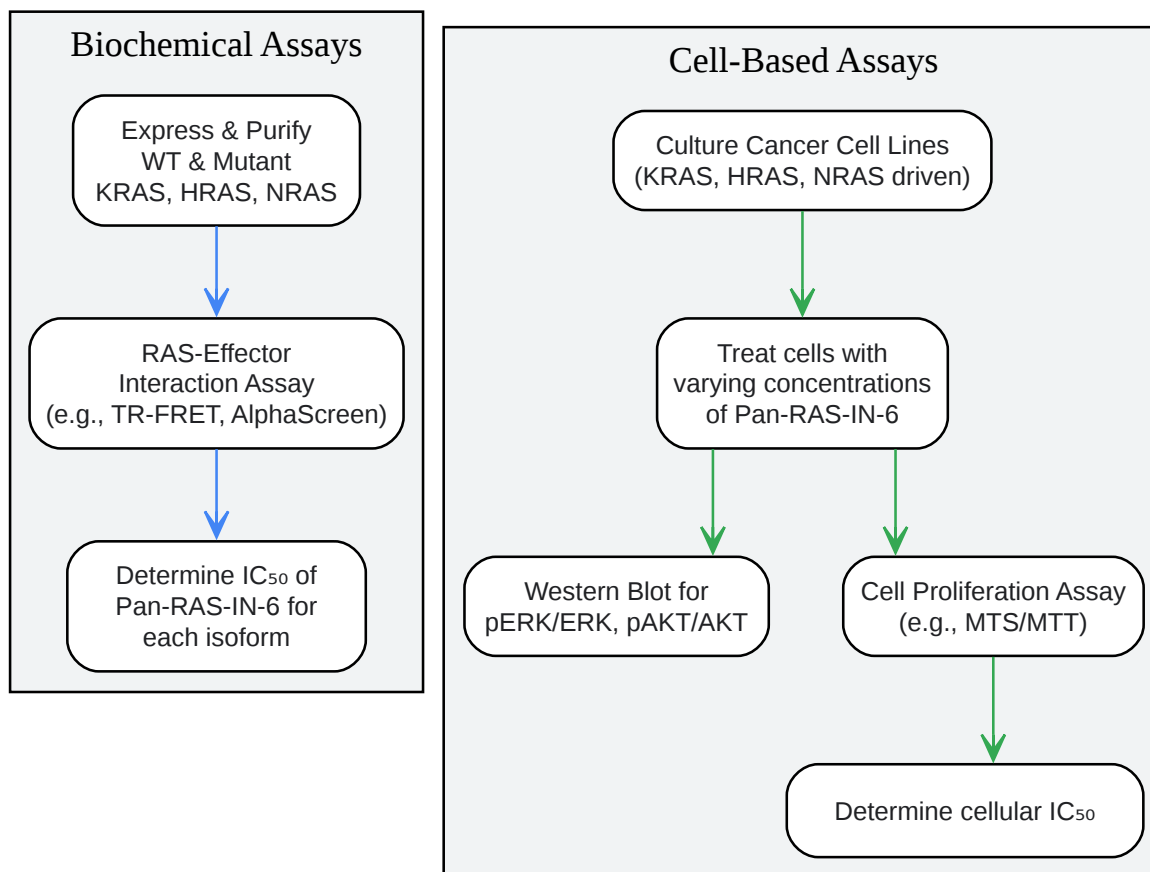 Biochemical Assays
Express & Purify
WT & Mutant
KRAS, HRAS, NRAS
RAS-Effector
Interaction Assay
(e.g., TR-FRET, AlphaScreen)
Determine IC₅₀ of
Pan-RAS-IN-6 for
each isoform
Cell-Based Assays
Culture Cancer Cell Lines
(KRAS, HRAS, NRAS driven)
Treat cells with
varying concentrations
of Pan-RAS-IN-6
Western Blot for
pERK/ERK, pAKT/AKT
Cell Proliferation Assay
(e.g., MTS/MTT)
Determine cellular IC₅₀